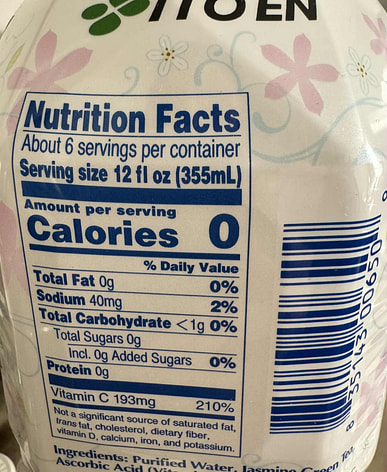 ITO EN
Nutrition Facts
About 6 servings per container
Serving size 12 fl oz (355mL)
Amount per serving
Calories 0
% Daily Value
Total Fat 0g 0%
Sodium 40mg 2%
Total Carbohydrate <1g 0%
Total Sugars 0g
Incl. 0g Added Sugars 0%
Protein 0g
Vitamin C 193mg 210%
Not a significant source of saturated fat,
trans fat, cholesterol, dietary fiber,
vitamin D, calcium, iron, and potassium.
Ingredients: Purified Water, Jasmine Green Tea,
Ascorbic Acid
8 35143 00650